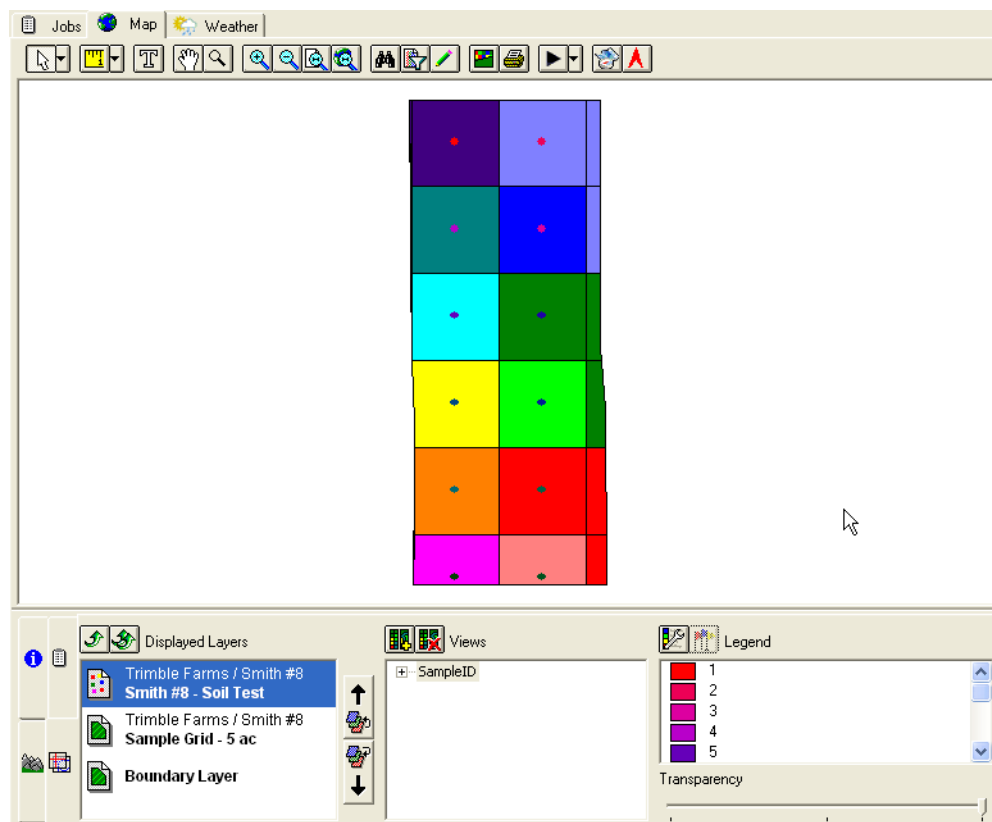 Jobs Map Weather
T
Displayed Layers
Trimble Farms / Smith #8
Smith #8 - Soil Test
Trimble Farms / Smith #8
Sample Grid - 5 ac
Boundary Layer
Views
SampleID
Legend
1
2
3
4
5
Transparency